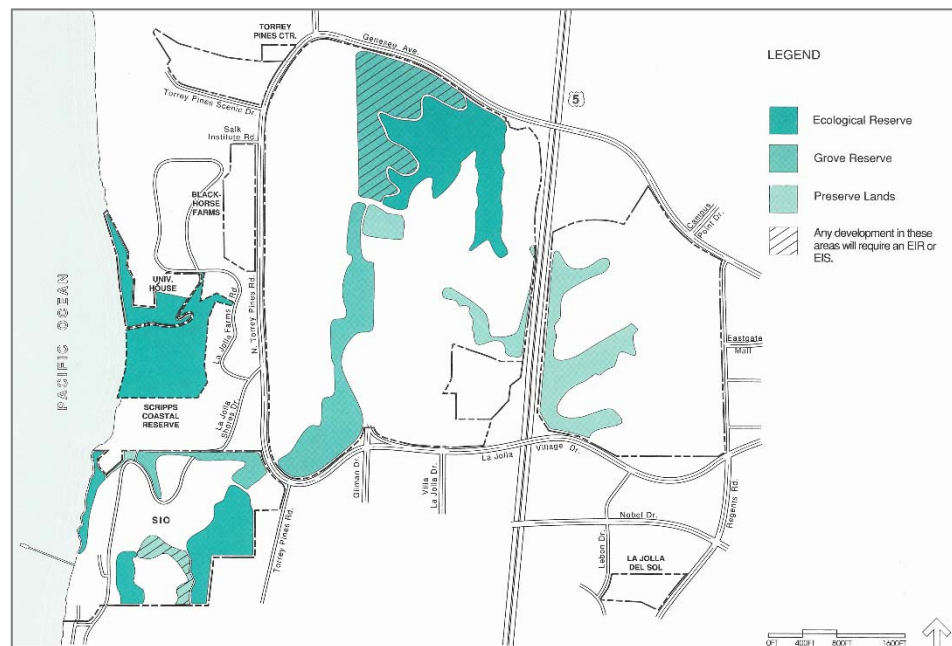 TORREY
PINES CTR.
Genesee Ave.
LEGEND
5
Torrey Pines Scenic Dr.
Salk
Institute Rd.
Ecological Reserve
Grove Reserve
BLACK-
HORSE
FARMS
Preserve Lands
Campus
Point Dr.
Any development in these
areas will require an EIR or
EIS.
UNIV.
HOUSE
La Jolla Farms Rd.
N. Torrey Pines Rd.
PACIFIC OCEAN
Eastgate
Mall
SCRIPPS
COASTAL
RESERVE
La Jolla
Shores Dr.
La Jolla Village Dr.
Gilman Dr.
Villa
La Jolla Dr.
Regents Rd.
SIO
Torrey Pines Rd.
Nobel Dr.
Lebon Dr.
LA JOLLA
DEL SOL
0FT 400FT 800FT 1600FT